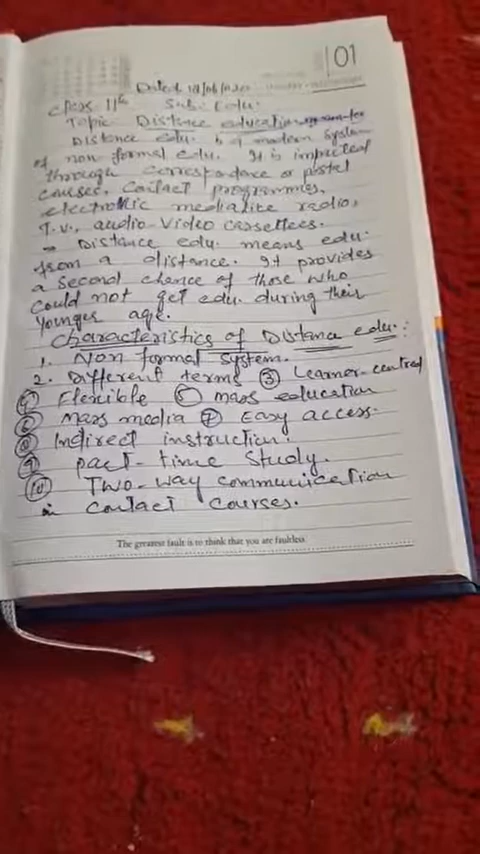 01
Dated 18/06/020
Class 11th Sub: Edu:
Topic Distance education
Distance edu. is a modern system
of non formal edu. It is imparted
through correspondence or postal
courses, Contact programmes,
electronic media like radio,
T.V., audio-Video cassettees.
→ Distance edu. means edu.
from a distance. It provides
a second chance of those who
could not get edu. during their
younger age.
Characteristics of Distance edu.:
1. Non formal system.
2. Different terms ③ Learner-centred
④ Flexible ⑤ mass education
⑥ Mass media ⑦ Easy access.
⑧ Indirect instruction.
⑨ part-time study.
⑩ Two-way communication
in contact courses.
The greatest fault is to think that you are faultless